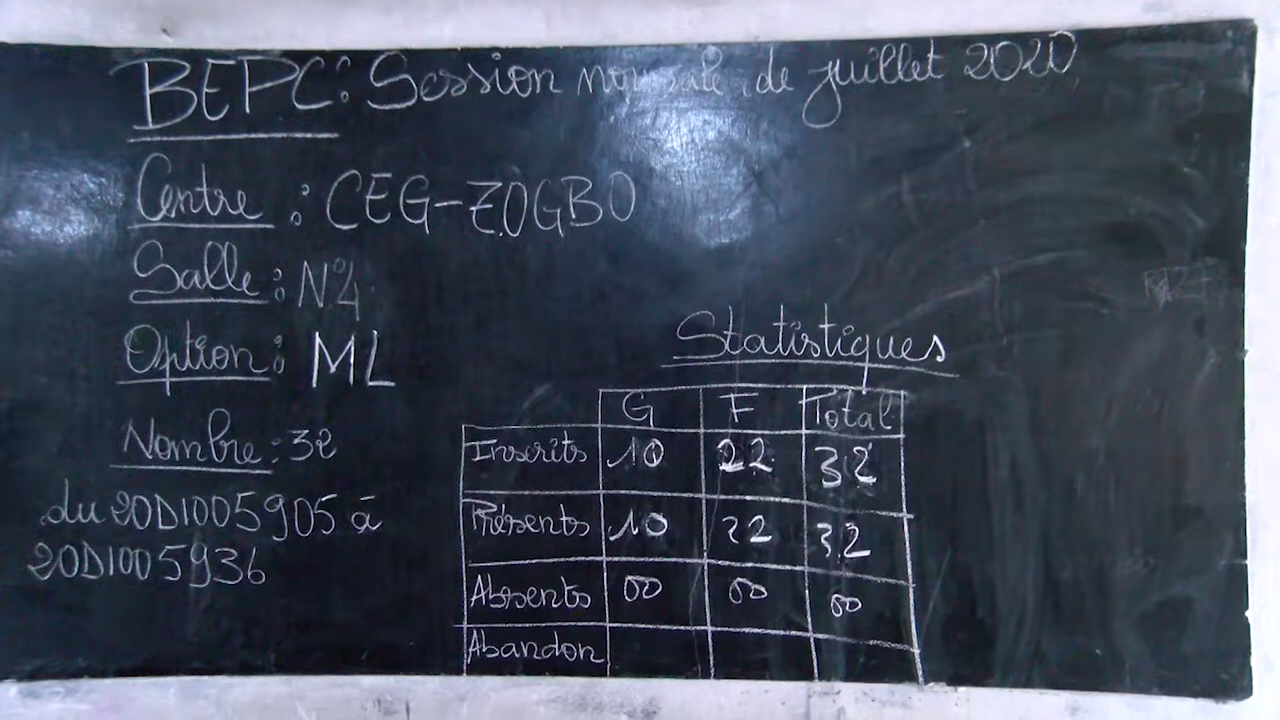 BEPC: Session normale de juillet 2020
Centre : CEG-ZOGBO
Salle : N°4
Option : ML
Nombre : 32
du 20D1005905 à
20D1005936
Statistiques
G F Total
Inscrits 10 22 32
Présents 10 22 32
Absents 00 00 00
Abandon